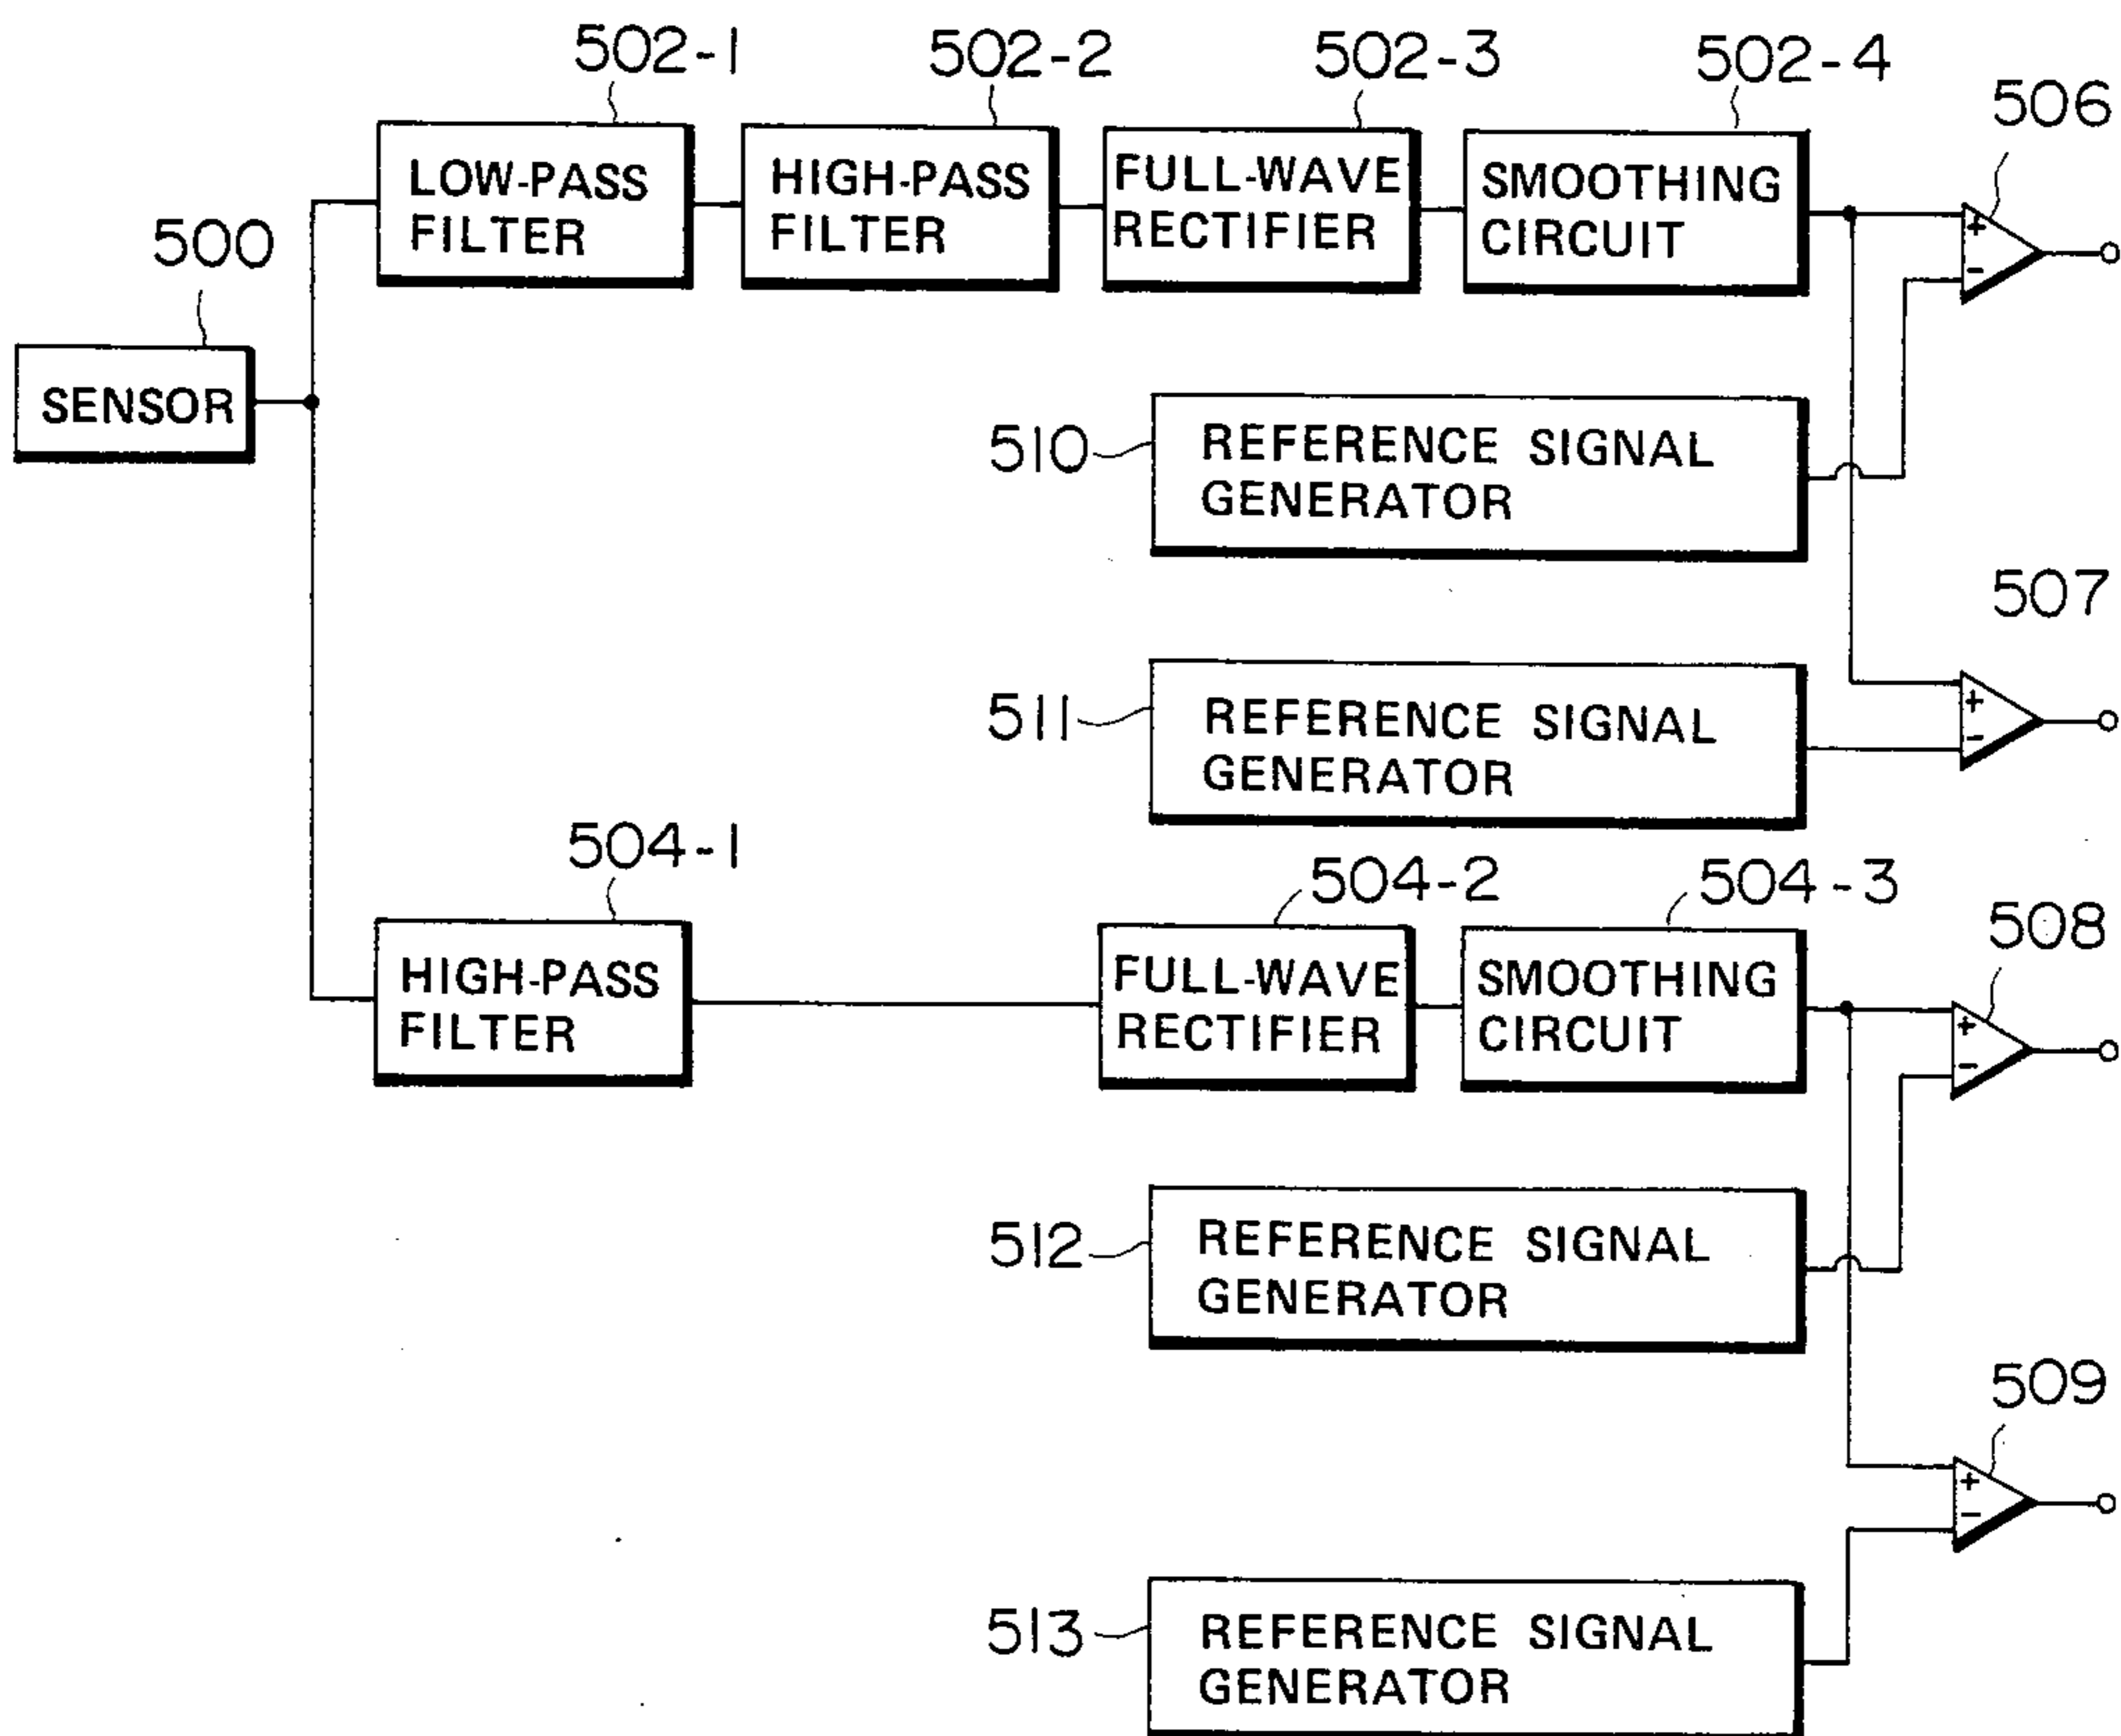 502-1
502-2
502-3
502-4
506
LOW-PASS
FILTER
HIGH-PASS
FILTER
FULL-WAVE
RECTIFIER
SMOOTHING
CIRCUIT
+
-
500
SENSOR
510
REFERENCE SIGNAL
GENERATOR
507
511
REFERENCE SIGNAL
GENERATOR
+
-
504-1
504-2
504-3
508
HIGH-PASS
FILTER
FULL-WAVE
RECTIFIER
SMOOTHING
CIRCUIT
+
-
512
REFERENCE SIGNAL
GENERATOR
509
+
-
513
REFERENCE SIGNAL
GENERATOR